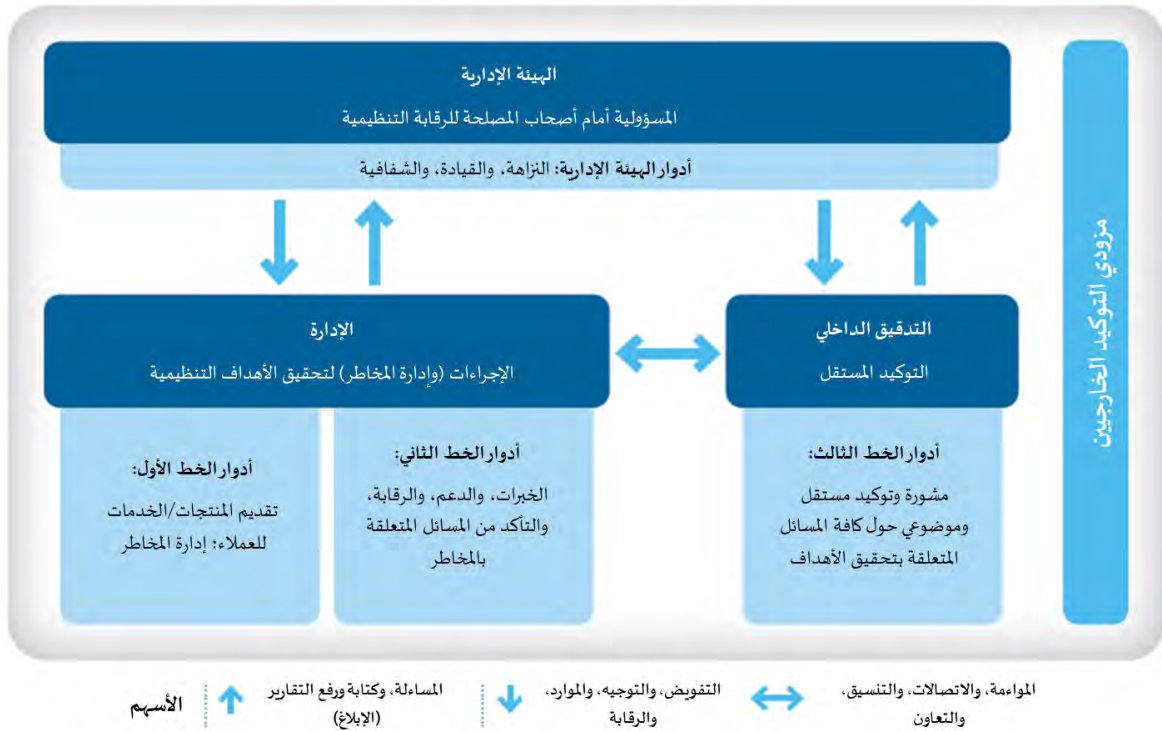 الهيئة الإدارية
المسؤولية أمام أصحاب المصلحة للرقابة التنظيمية
أدوار الهيئة الإدارية: النزاهة، والقيادة، والشفافية
مزودي التوكيد الخارجيين
التدقيق الداخلي
التوكيد المستقل
الإدارة
الإجراءات (وإدارة المخاطر) لتحقيق الأهداف التنظيمية
أدوار الخط الثالث:
مشورة وتوكيد مستقل
وموضوعي حول كافة المسائل
المتعلقة بتحقيق الأهداف
أدوار الخط الثاني:
الخبرات، والدعم، والرقابة،
والتأكد من المسائل المتعلقة
بالمخاطر
أدوار الخط الأول:
تقديم المنتجات/الخدمات
للعملاء؛ إدارة المخاطر
المواءمة، والاتصالات، والتنسيق،
والتعاون
التفويض، والتوجيه، والموارد،
والرقابة
المساءلة، وكتابة ورفع التقارير
(الإبلاغ)
الأسهم